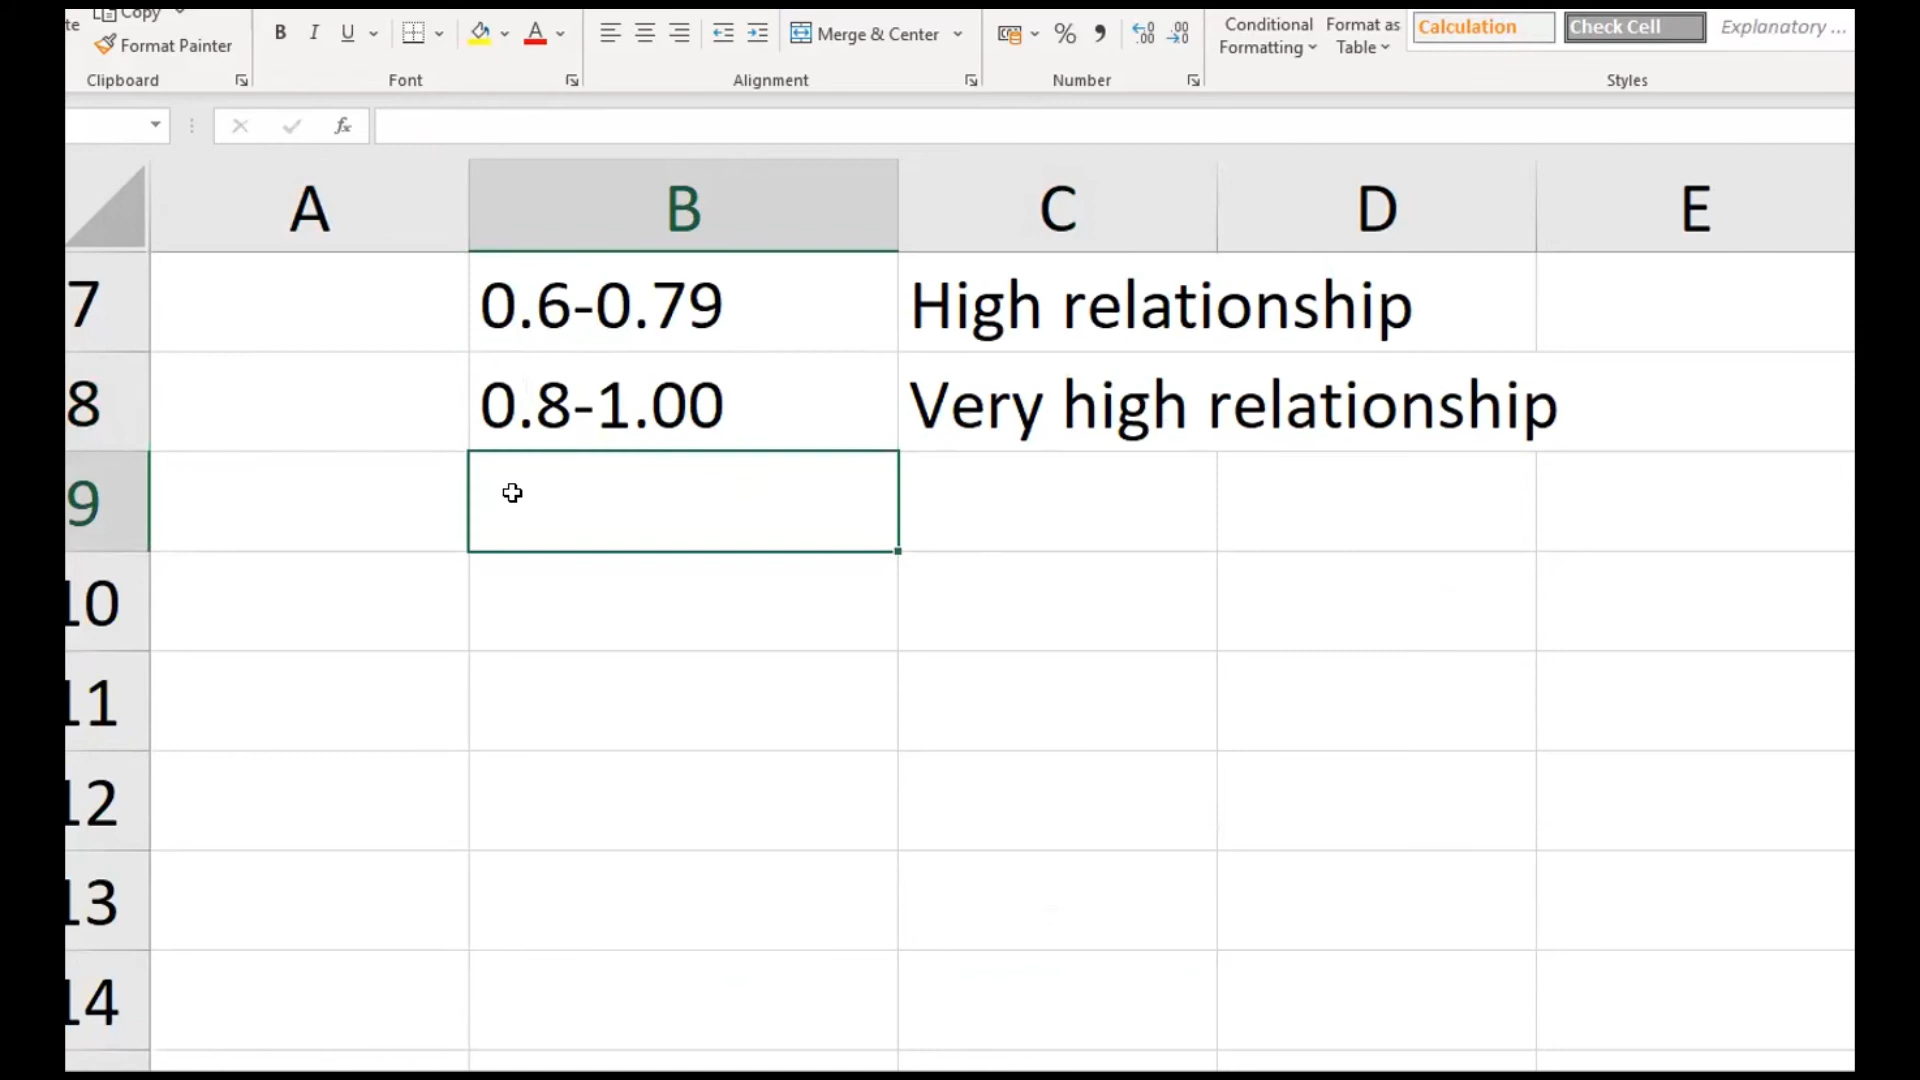 te Copy
Format Painter
B I U A
Merge & Center
% ,
Conditional Formatting
Format as Table
Calculation
Check Cell
Explanatory ...
Clipboard
Font
Alignment
Number
Styles
fx
A B C D E
7 0.6-0.79 High relationship
8 0.8-1.00 Very high relationship
9
10
11
12
13
14